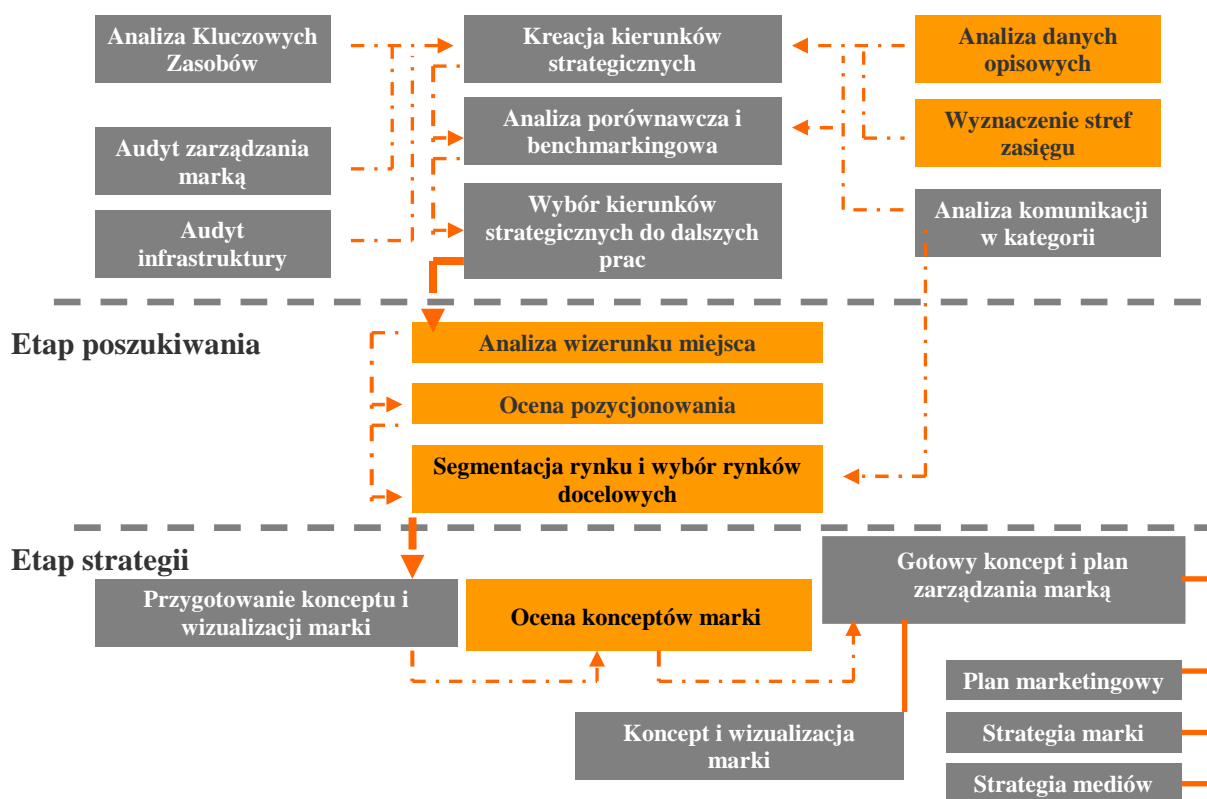 Analiza Kluczowych
Zasobów
Kreacja kierunków
strategicznych
Analiza danych
opisowych
Audyt zarządzania
marką
Analiza porównawcza i
benchmarkingowa
Wyznaczenie stref
zasięgu
Audyt
infrastruktury
Wybór kierunków
strategicznych do dalszych
prac
Analiza komunikacji
w kategorii
Etap poszukiwania
Analiza wizerunku miejsca
Ocena pozycjonowania
Segmentacja rynku i wybór rynków
docelowych
Etap strategii
Przygotowanie konceptu i
wizualizacji marki
Ocena konceptów marki
Gotowy koncept i plan
zarządzania marką
Koncept i wizualizacja
marki
Plan marketingowy
Strategia marki
Strategia mediów